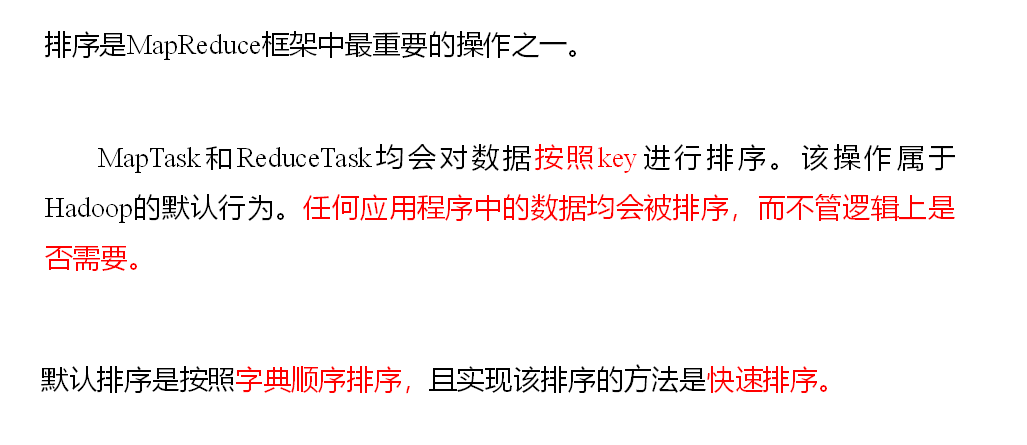 排序是MapReduce框架中最重要的操作之一。
MapTask和ReduceTask均会对数据按照key进行排序。该操作属于
Hadoop的默认行为。任何应用程序中的数据均会被排序，而不管逻辑上是
否需要。
默认排序是按照字典顺序排序，且实现该排序的方法是快速排序。